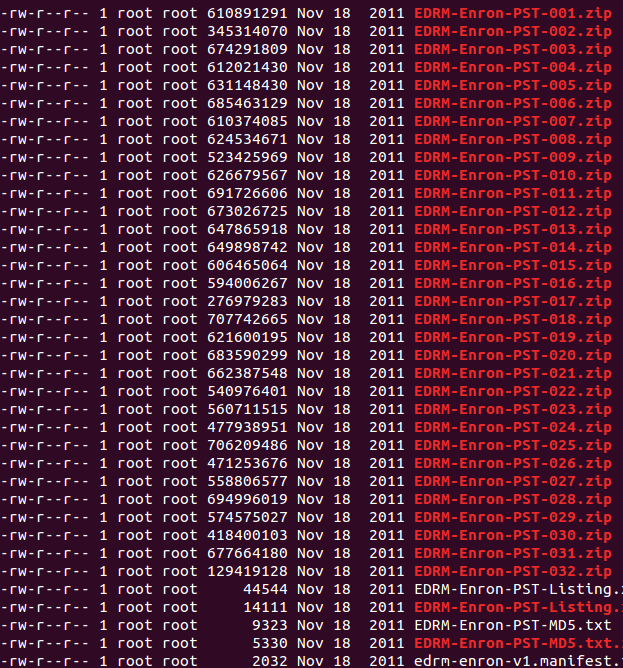 -rw-r--r-- 1 root root 610891291 Nov 18  2011 EDRM-Enron-PST-001.zip
-rw-r--r-- 1 root root 345314070 Nov 18  2011 EDRM-Enron-PST-002.zip
-rw-r--r-- 1 root root 674291809 Nov 18  2011 EDRM-Enron-PST-003.zip
-rw-r--r-- 1 root root 612021430 Nov 18  2011 EDRM-Enron-PST-004.zip
-rw-r--r-- 1 root root 631148430 Nov 18  2011 EDRM-Enron-PST-005.zip
-rw-r--r-- 1 root root 685463129 Nov 18  2011 EDRM-Enron-PST-006.zip
-rw-r--r-- 1 root root 610374085 Nov 18  2011 EDRM-Enron-PST-007.zip
-rw-r--r-- 1 root root 624534671 Nov 18  2011 EDRM-Enron-PST-008.zip
-rw-r--r-- 1 root root 523425969 Nov 18  2011 EDRM-Enron-PST-009.zip
-rw-r--r-- 1 root root 626679567 Nov 18  2011 EDRM-Enron-PST-010.zip
-rw-r--r-- 1 root root 691726606 Nov 18  2011 EDRM-Enron-PST-011.zip
-rw-r--r-- 1 root root 673026725 Nov 18  2011 EDRM-Enron-PST-012.zip
-rw-r--r-- 1 root root 647865918 Nov 18  2011 EDRM-Enron-PST-013.zip
-rw-r--r-- 1 root root 649898742 Nov 18  2011 EDRM-Enron-PST-014.zip
-rw-r--r-- 1 root root 606465064 Nov 18  2011 EDRM-Enron-PST-015.zip
-rw-r--r-- 1 root root 594006267 Nov 18  2011 EDRM-Enron-PST-016.zip
-rw-r--r-- 1 root root 276979283 Nov 18  2011 EDRM-Enron-PST-017.zip
-rw-r--r-- 1 root root 707742665 Nov 18  2011 EDRM-Enron-PST-018.zip
-rw-r--r-- 1 root root 621600195 Nov 18  2011 EDRM-Enron-PST-019.zip
-rw-r--r-- 1 root root 683590299 Nov 18  2011 EDRM-Enron-PST-020.zip
-rw-r--r-- 1 root root 662387548 Nov 18  2011 EDRM-Enron-PST-021.zip
-rw-r--r-- 1 root root 540976401 Nov 18  2011 EDRM-Enron-PST-022.zip
-rw-r--r-- 1 root root 560711515 Nov 18  2011 EDRM-Enron-PST-023.zip
-rw-r--r-- 1 root root 477938951 Nov 18  2011 EDRM-Enron-PST-024.zip
-rw-r--r-- 1 root root 706209486 Nov 18  2011 EDRM-Enron-PST-025.zip
-rw-r--r-- 1 root root 471253676 Nov 18  2011 EDRM-Enron-PST-026.zip
-rw-r--r-- 1 root root 558806577 Nov 18  2011 EDRM-Enron-PST-027.zip
-rw-r--r-- 1 root root 694996019 Nov 18  2011 EDRM-Enron-PST-028.zip
-rw-r--r-- 1 root root 574575027 Nov 18  2011 EDRM-Enron-PST-029.zip
-rw-r--r-- 1 root root 418400103 Nov 18  2011 EDRM-Enron-PST-030.zip
-rw-r--r-- 1 root root 677664180 Nov 18  2011 EDRM-Enron-PST-031.zip
-rw-r--r-- 1 root root 129419128 Nov 18  2011 EDRM-Enron-PST-032.zip
-rw-r--r-- 1 root root     44544 Nov 18  2011 EDRM-Enron-PST-Listing.
-rw-r--r-- 1 root root     14111 Nov 18  2011 EDRM-Enron-PST-Listing.
-rw-r--r-- 1 root root      9323 Nov 18  2011 EDRM-Enron-PST-MD5.txt
-rw-r--r-- 1 root root      5330 Nov 18  2011 EDRM-Enron-PST-MD5.txt.
-rw-r--r-- 1 root root      2032 Nov 18  2011 edrm-enron-v1.manifest.